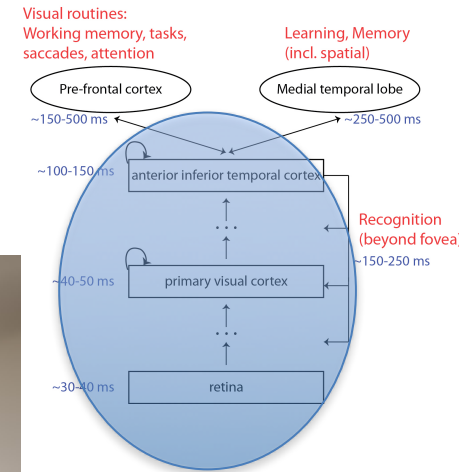 Visual routines:
Working memory, tasks,
saccades, attention
Learning, Memory
(incl. spatial)
Pre-frontal cortex
Medial temporal lobe
~150-500 ms
~250-500 ms
~100-150 ms
anterior inferior temporal cortex
...
Recognition
(beyond fovea)
~150-250 ms
~40-50 ms
primary visual cortex
...
~30-40 ms
retina